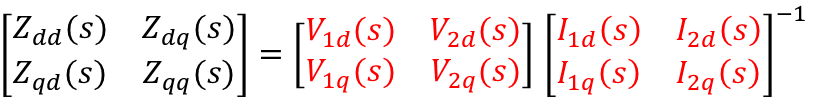 [Z_dd(s) Z_dq(s)] = [V_1d(s) V_2d(s)] [I_1d(s) I_2d(s)]^-1
[Z_qd(s) Z_qq(s)] [V_1q(s) V_2q(s)] [I_1q(s) I_2q(s)]